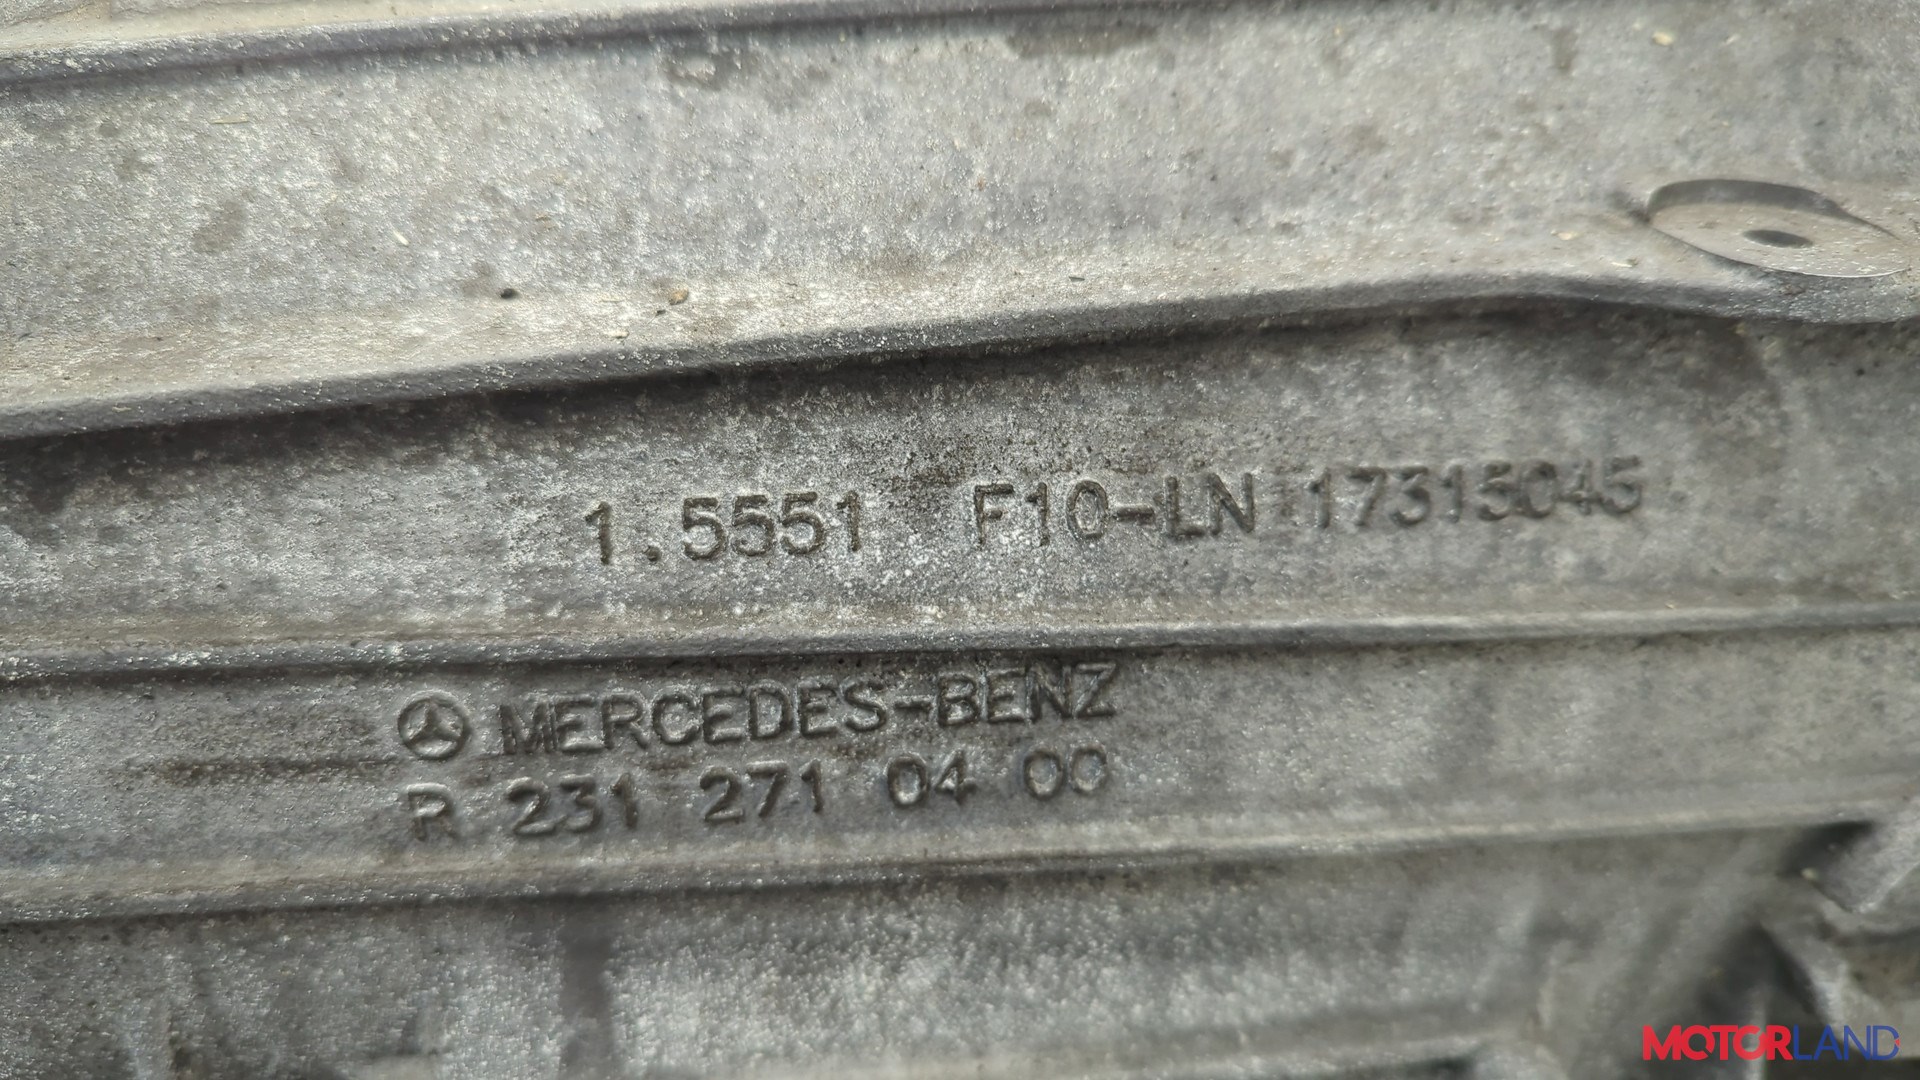 1.5551 F10-LN 17315045
MERCEDES-BENZ
R 231 271 04 00
MOTORLAND